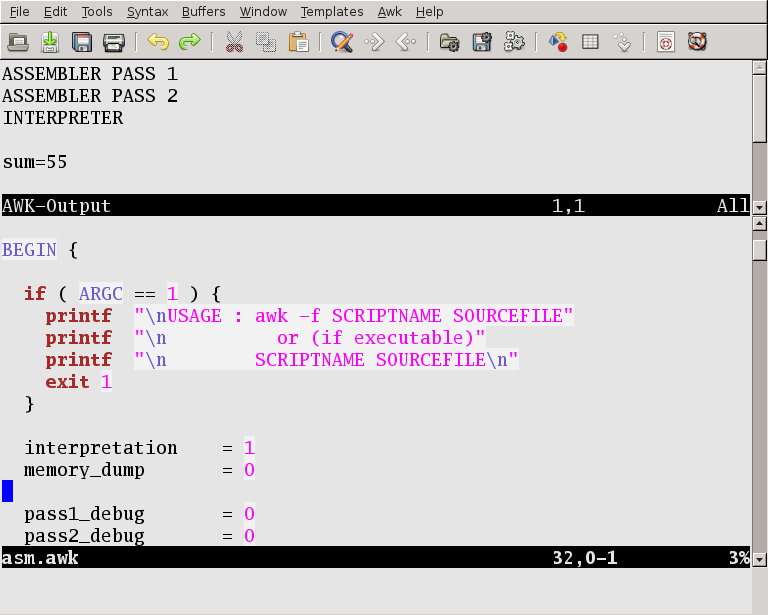 File Edit Tools Syntax Buffers Window Templates Awk Help
ASSEMBLER PASS 1
ASSEMBLER PASS 2
INTERPRETER
sum=55
AWK-Output 1,1 All
BEGIN {
if ( ARGC == 1 ) {
printf "\nUSAGE : awk -f SCRIPTNAME SOURCEFILE"
printf "\n or (if executable)"
printf "\n SCRIPTNAME SOURCEFILE\n"
exit 1
}
interpretation = 1
memory_dump = 0
pass1_debug = 0
pass2_debug = 0
asm.awk 32,0-1 3%